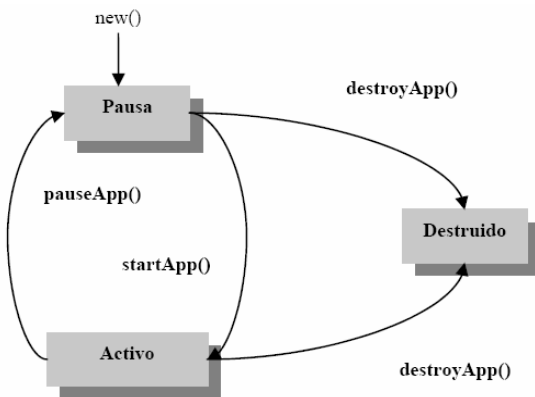 new()
Pausa
destroyApp()
pauseApp()
Destruido
startApp()
Activo
destroyApp()